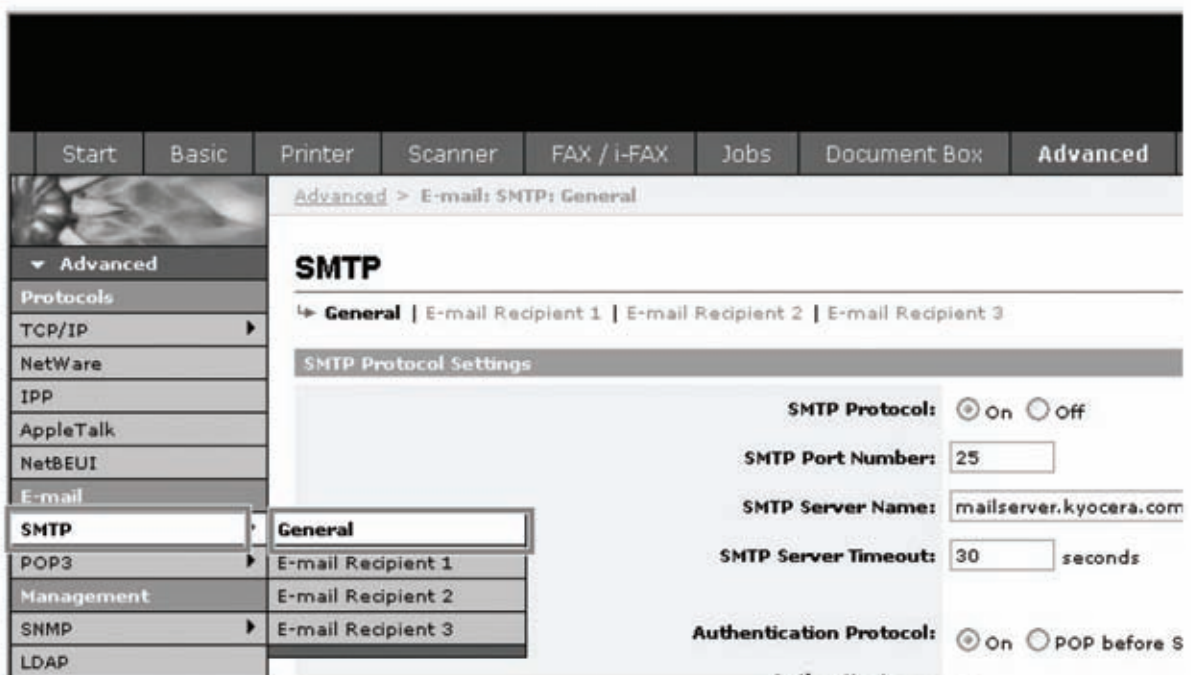 Start Basic Printer Scanner FAX / i-FAX Jobs Document Box Advanced
Advanced > E-mail: SMTP: General
Advanced
Protocols
TCP/IP
NetWare
IPP
AppleTalk
NetBEUI
E-mail
SMTP
POP3
Management
SNMP
LDAP
General
E-mail Recipient 1
E-mail Recipient 2
E-mail Recipient 3
SMTP
General | E-mail Recipient 1 | E-mail Recipient 2 | E-mail Recipient 3
SMTP Protocol Settings
SMTP Protocol: On Off
SMTP Port Number: 25
SMTP Server Name: mailserver.kyocera.com
SMTP Server Timeout: 30 seconds
Authentication Protocol: On POP before S